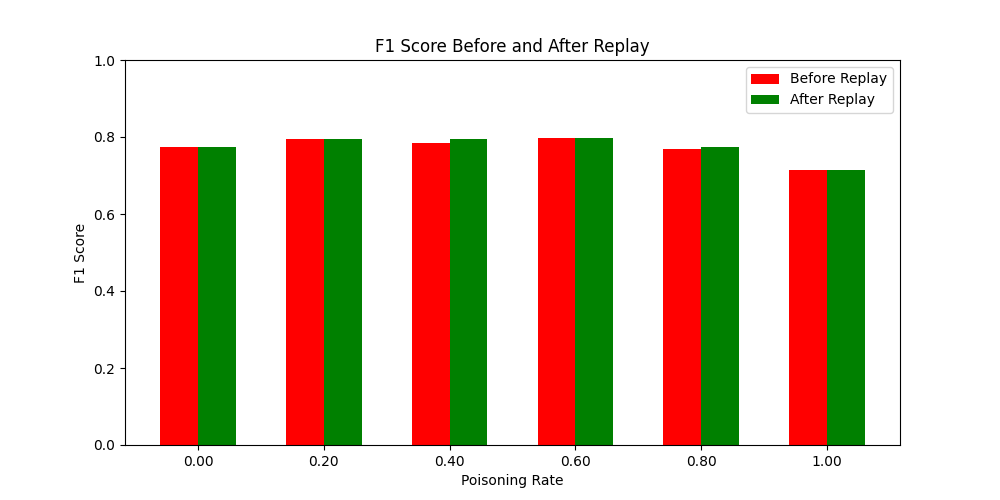 F1 Score Before and After Replay
Before Replay
After Replay
F1 Score
1.0
0.8
0.6
0.4
0.2
0.0
0.00 0.20 0.40 0.60 0.80 1.00
Poisoning Rate